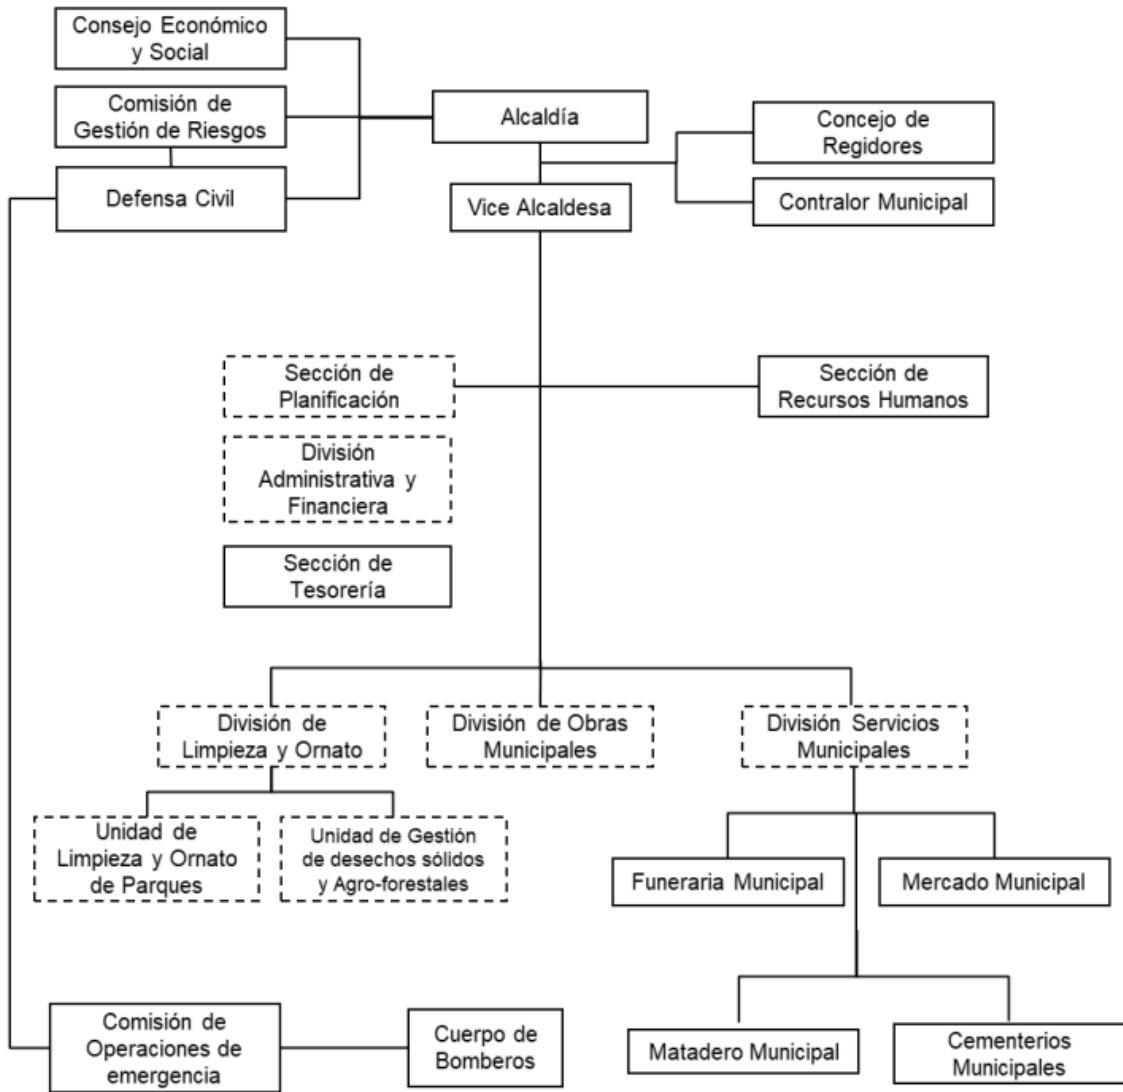 Consejo Económico
y Social
Comisión de
Gestión de Riesgos
Defensa Civil
Alcaldía
Vice Alcaldesa
Concejo de
Regidores
Contralor Municipal
Sección de
Planificación
Sección de
Recursos Humanos
División
Administrativa y
Financiera
Sección de
Tesorería
División de
Limpieza y Ornato
División de Obras
Municipales
División Servicios
Municipales
Unidad de
Limpieza y Ornato
de Parques
Unidad de Gestión
de desechos sólidos
y Agro-forestales
Funeraria Municipal
Mercado Municipal
Matadero Municipal
Cementerios
Municipales
Comisión de
Operaciones de
emergencia
Cuerpo de
Bomberos